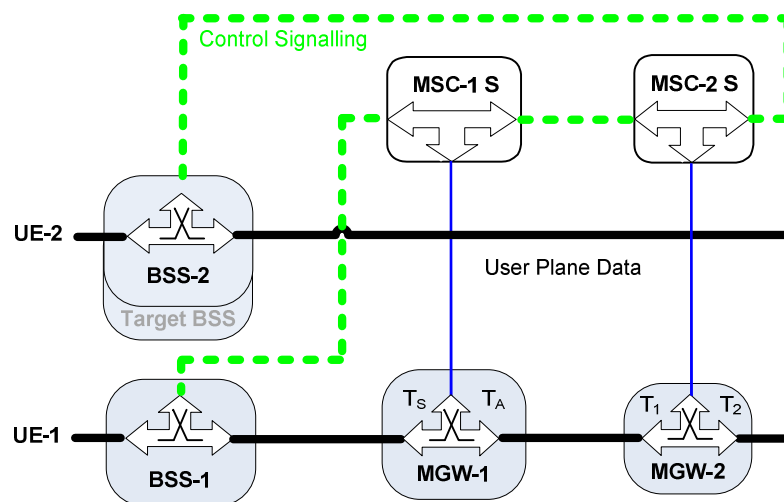 Control Signalling
MSC-1 S
MSC-2 S
UE-2
BSS-2
User Plane Data
Target BSS
TS
TA
T1
T2
UE-1
BSS-1
MGW-1
MGW-2